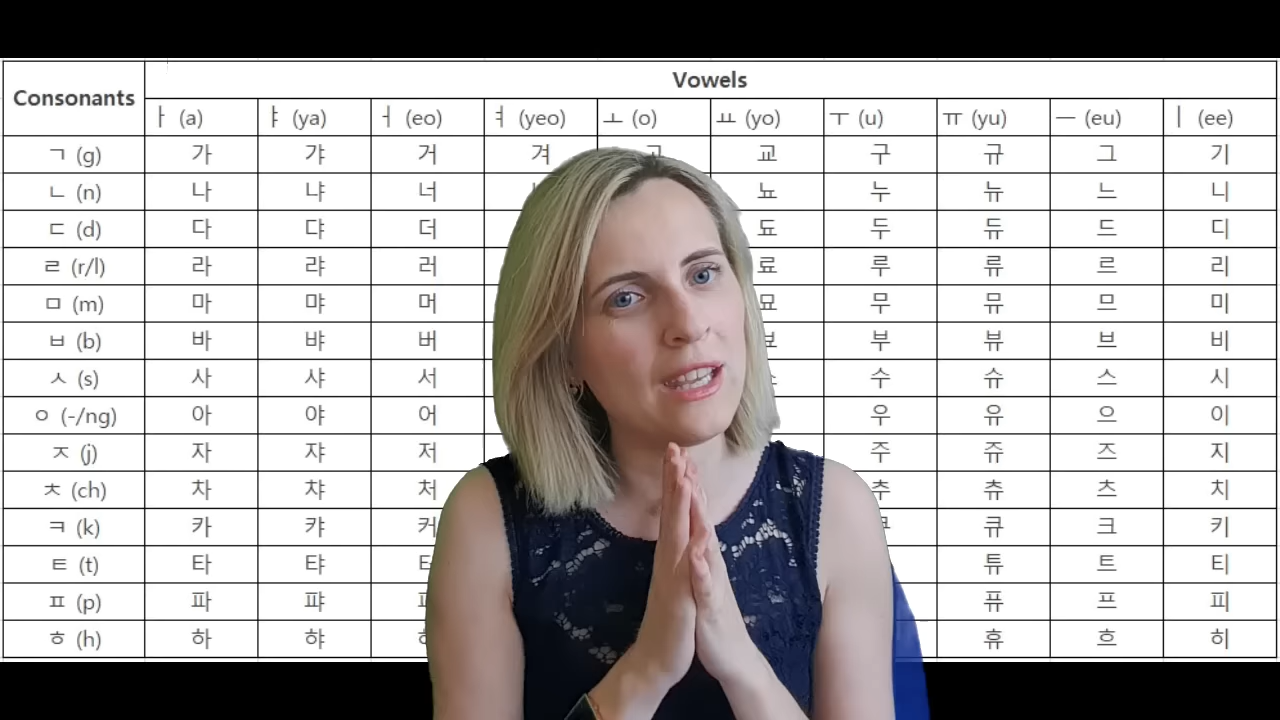 Consonants Vowels
ㅏ (a) ㅑ (ya) ㅓ (eo) ㅕ (yeo) ㅗ (o) ㅛ (yo) ㅜ (u) ㅠ (yu) ㅡ (eu) ㅣ (ee)
ㄱ (g) 가 갸 거 겨 교 구 규 그 기
ㄴ (n) 나 냐 너 뇨 누 뉴 느 니
ㄷ (d) 다 댜 더 됴 두 듀 드 디
ㄹ (r/l) 라 랴 러 료 루 류 르 리
ㅁ (m) 마 먀 머 묘 무 뮤 므 미
ㅂ (b) 바 뱌 버 부 뷰 브 비
ㅅ (s) 사 샤 서 수 슈 스 시
ㅇ (-/ng) 아 야 어 우 유 으 이
ㅈ (j) 자 쟈 저 주 쥬 즈 지
ㅊ (ch) 차 챠 처 추 츄 츠 치
ㅋ (k) 카 캬 커 큐 크 키
ㅌ (t) 타 탸 튜 트 티
ㅍ (p) 파 퍄 퓨 프 피
ㅎ (h) 하 햐 휴 흐 히